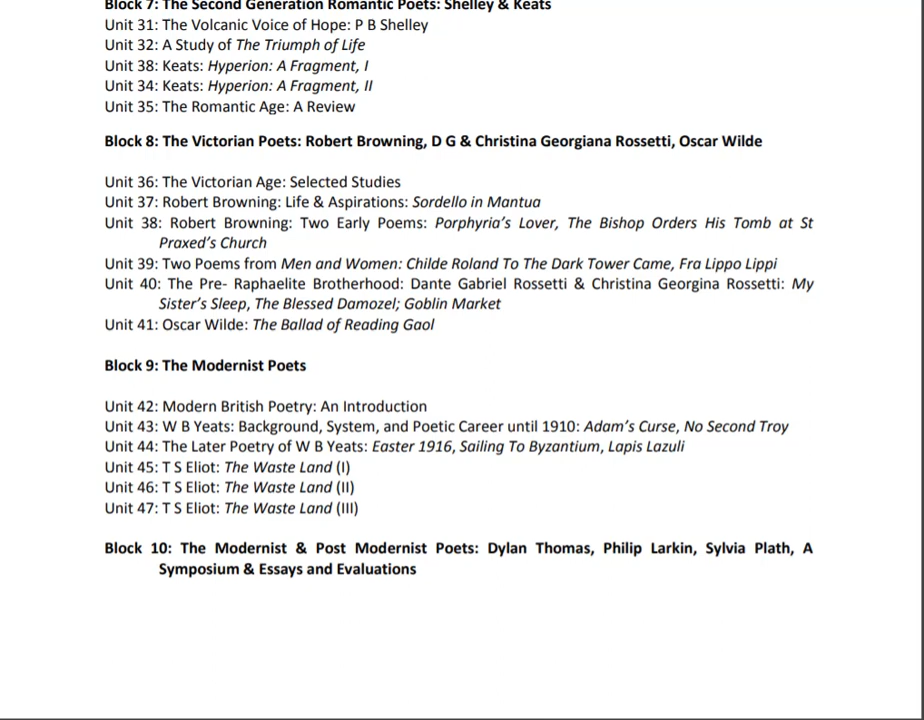 Block 7: The Second Generation Romantic Poets: Shelley & Keats
Unit 31: The Volcanic Voice of Hope: P B Shelley
Unit 32: A Study of The Triumph of Life
Unit 38: Keats: Hyperion: A Fragment, I
Unit 34: Keats: Hyperion: A Fragment, II
Unit 35: The Romantic Age: A Review
Block 8: The Victorian Poets: Robert Browning, D G & Christina Georgiana Rossetti, Oscar Wilde
Unit 36: The Victorian Age: Selected Studies
Unit 37: Robert Browning: Life & Aspirations: Sordello in Mantua
Unit 38: Robert Browning: Two Early Poems: Porphyria's Lover, The Bishop Orders His Tomb at St
Praxed's Church
Unit 39: Two Poems from Men and Women: Childe Roland To The Dark Tower Came, Fra Lippo Lippi
Unit 40: The Pre- Raphaelite Brotherhood: Dante Gabriel Rossetti & Christina Georgina Rossetti: My
Sister's Sleep, The Blessed Damozel; Goblin Market
Unit 41: Oscar Wilde: The Ballad of Reading Gaol
Block 9: The Modernist Poets
Unit 42: Modern British Poetry: An Introduction
Unit 43: W B Yeats: Background, System, and Poetic Career until 1910: Adam's Curse, No Second Troy
Unit 44: The Later Poetry of W B Yeats: Easter 1916, Sailing To Byzantium, Lapis Lazuli
Unit 45: T S Eliot: The Waste Land (I)
Unit 46: T S Eliot: The Waste Land (II)
Unit 47: T S Eliot: The Waste Land (III)
Block 10: The Modernist & Post Modernist Poets: Dylan Thomas, Philip Larkin, Sylvia Plath, A
Symposium & Essays and Evaluations